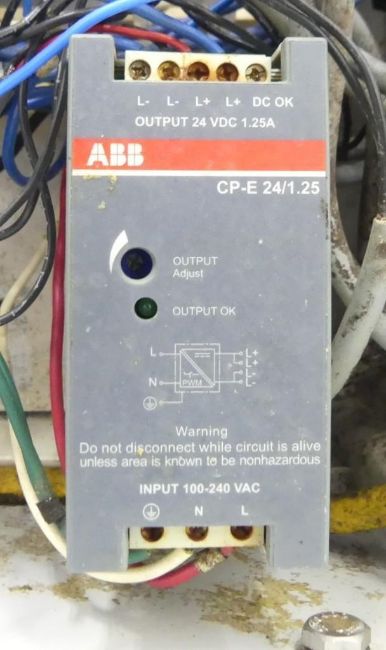 L- L- L+ L+ DC OK
OUTPUT 24 VDC 1.25A
ABB
CP-E 24/1.25
OUTPUT
Adjust
OUTPUT OK
L
N
PWM
L+
L+
L-
L-
Warning
Do not disconnect while circuit is alive
unless area is known to be nonhazardous
INPUT 100-240 VAC
N L